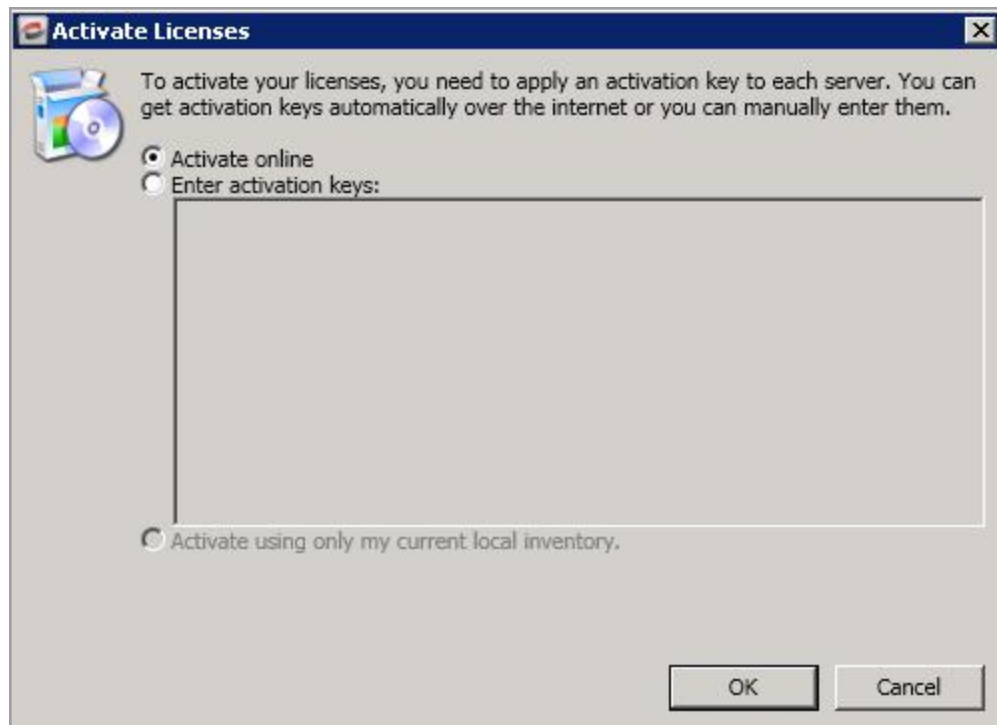 Activate Licenses
To activate your licenses, you need to apply an activation key to each server. You can
get activation keys automatically over the internet or you can manually enter them.
Activate online
Enter activation keys:
Activate using only my current local inventory.
OK
Cancel